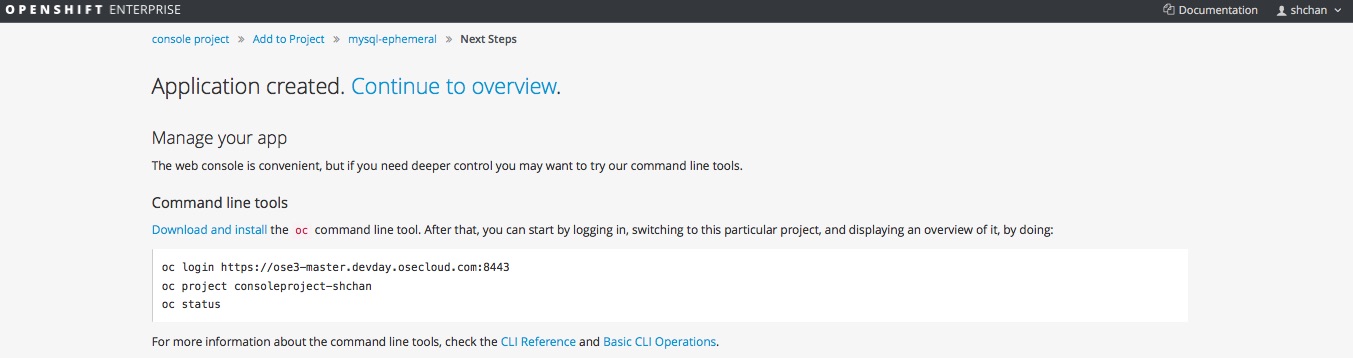 OPENSHIFT ENTERPRISE Documentation shchan
console project » Add to Project » mysql-ephemeral » Next Steps
Application created. Continue to overview.
Manage your app
The web console is convenient, but if you need deeper control you may want to try our command line tools.
Command line tools
Download and install the oc command line tool. After that, you can start by logging in, switching to this particular project, and displaying an overview of it, by doing:
oc login https://ose3-master.devday.osecloud.com:8443
oc project consoleproject-shchan
oc status
For more information about the command line tools, check the CLI Reference and Basic CLI Operations.